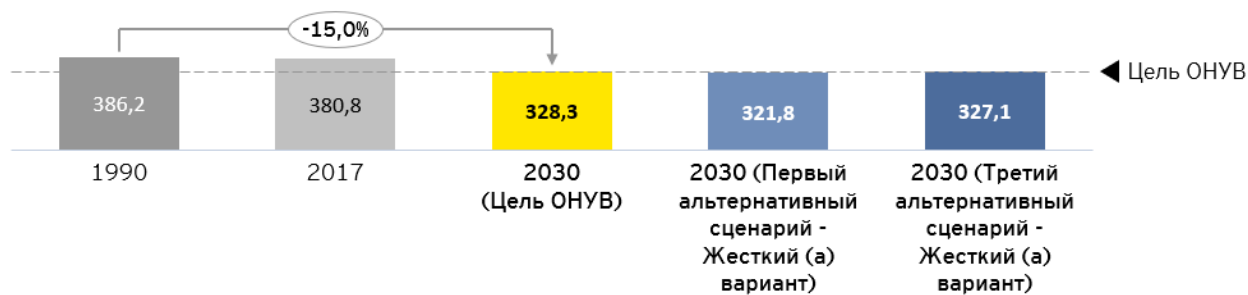 -15,0%
Цель ОНУВ
386,2
380,8
328,3
321,8
327,1
1990
2017
2030
(Цель ОНУВ)
2030 (Первый
альтернативный
сценарий -
Жесткий (а)
вариант)
2030 (Третий
альтернативный
сценарий -
Жесткий (а)
вариант)